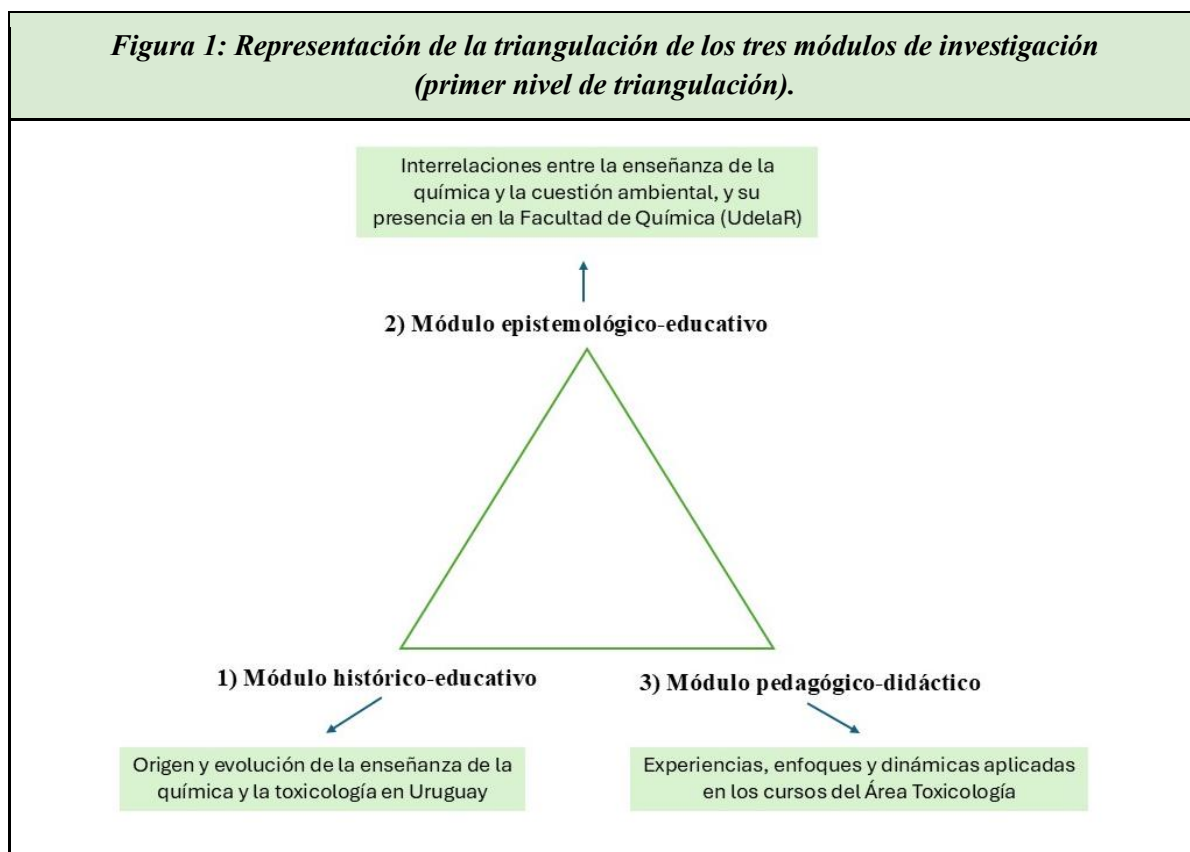 Figura 1: Representación de la triangulación de los tres módulos de investigación
(primer nivel de triangulación).
Interrelaciones entre la enseñanza de la
química y la cuestión ambiental, y su
presencia en la Facultad de Química (UdelaR)
2) Módulo epistemológico-educativo
1) Módulo histórico-educativo
3) Módulo pedagógico-didáctico
Origen y evolución de la enseñanza de la
química y la toxicología en Uruguay
Experiencias, enfoques y dinámicas aplicadas
en los cursos del Área Toxicología